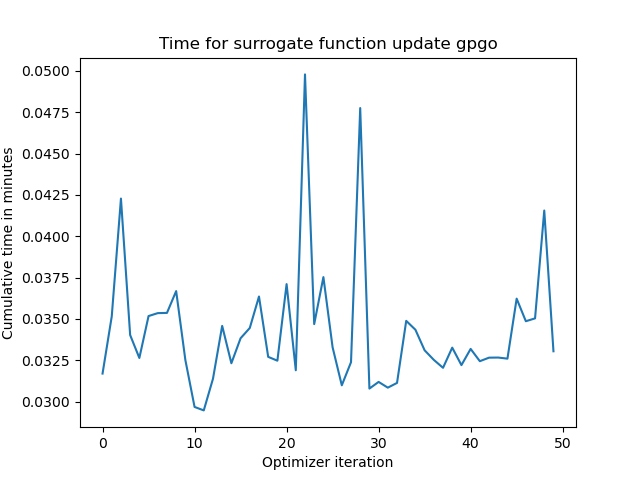 Time for surrogate function update gpgo
Cumulative time in minutes
0.0500
0.0475
0.0450
0.0425
0.0400
0.0375
0.0350
0.0325
0.0300
0 10 20 30 40 50
Optimizer iteration